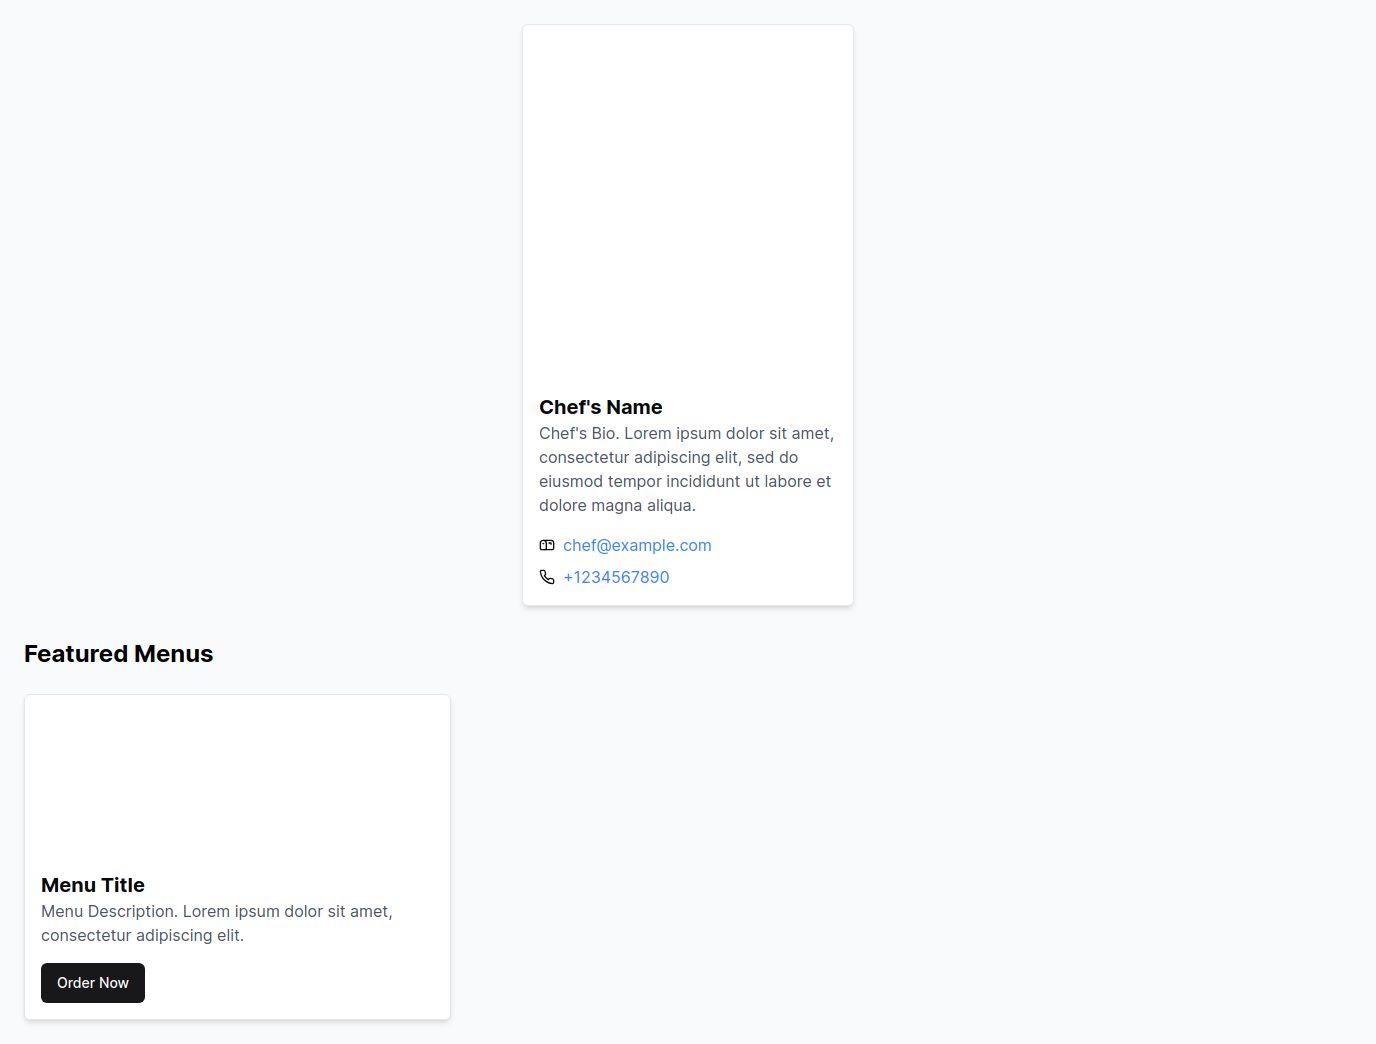 Chef's Name
Chef's Bio. Lorem ipsum dolor sit amet,
consectetur adipiscing elit, sed do
eiusmod tempor incididunt ut labore et
dolore magna aliqua.
chef@example.com
+1234567890
Featured Menus
Menu Title
Menu Description. Lorem ipsum dolor sit amet,
consectetur adipiscing elit.
Order Now